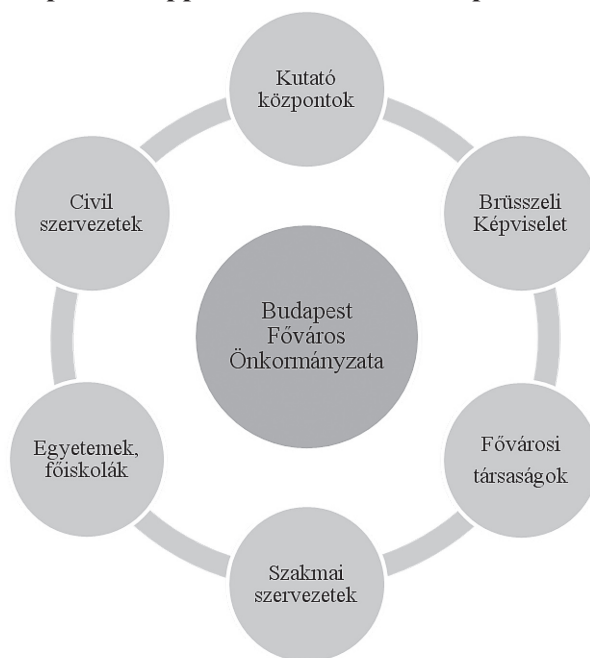 Kutató
központok
Brüsszeli
Képviselet
Fővárosi
társaságok
Szakmai
szervezetek
Egyetemek,
főiskolák
Civil
szervezetek
Budapest
Főváros
Önkormányzata